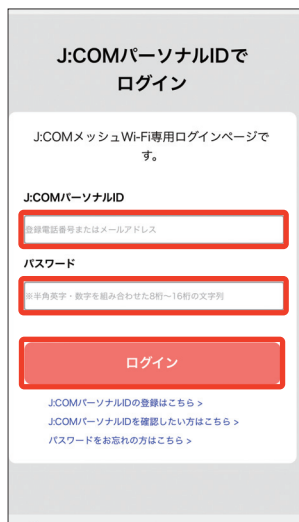 J:COMパーソナルIDで
ログイン
J:COMメッシュWi-Fi専用ログインページで
す。
J:COMパーソナルID
登録電話番号またはメールアドレス
パスワード
※半角英字・数字を組み合わせた8桁〜16桁の文字列
ログイン
J:COMパーソナルIDの登録はこちら >
J:COMパーソナルIDを確認したい方はこちら >
パスワードをお忘れの方はこちら >